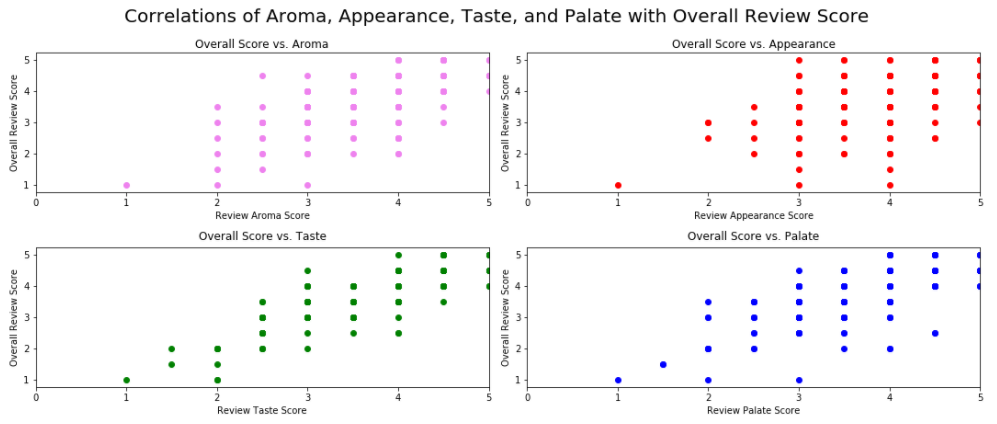 Correlations of Aroma, Appearance, Taste, and Palate with Overall Review Score
Overall Score vs. Aroma
Overall Review Score
5
4
3
2
1
0 1 2 3 4 5
Review Aroma Score
Overall Score vs. Appearance
Overall Review Score
5
4
3
2
1
0 1 2 3 4 5
Review Appearance Score
Overall Score vs. Taste
Overall Review Score
5
4
3
2
1
0 1 2 3 4 5
Review Taste Score
Overall Score vs. Palate
Overall Review Score
5
4
3
2
1
0 1 2 3 4 5
Review Palate Score